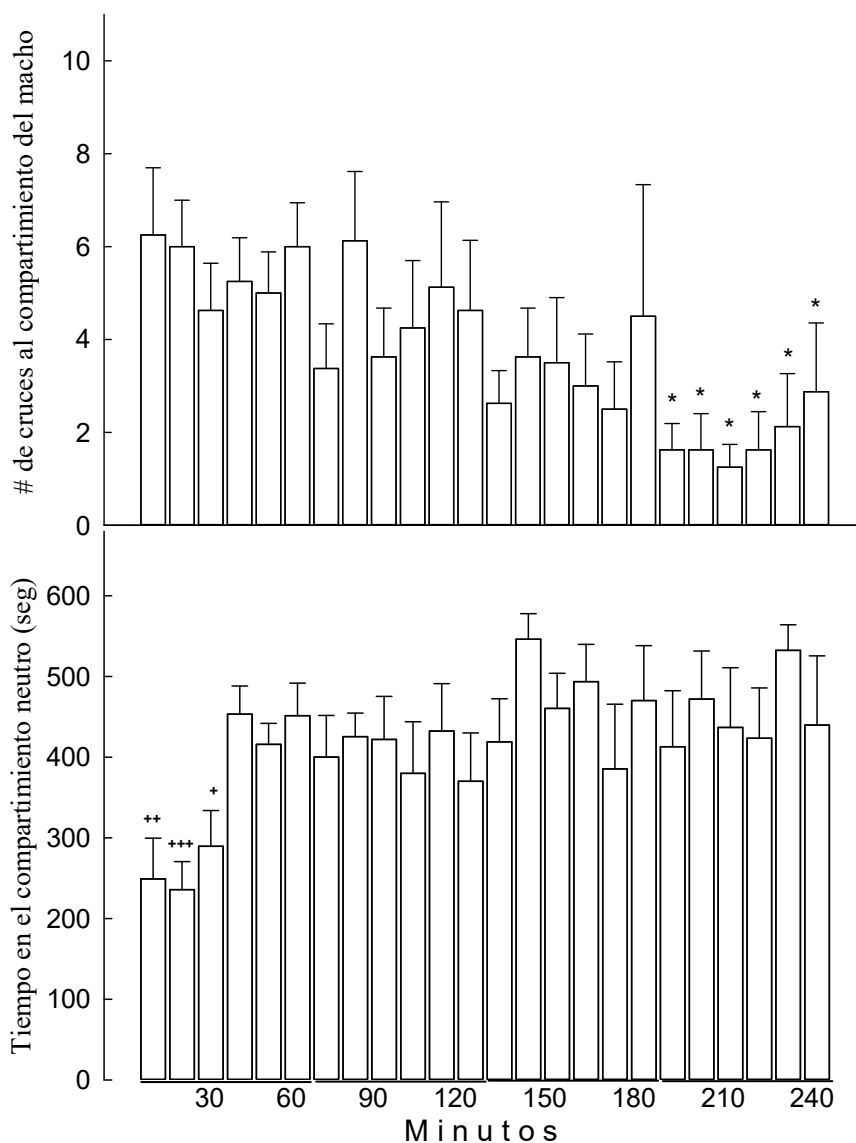 # de cruces al compartimiento del macho
10
8
6
4
2
0
* * * * * *
Tiempo en el compartimiento neutro (seg)
600
500
400
300
200
100
0
++ +++ +
30 60 90 120 150 180 210 240
Minutos